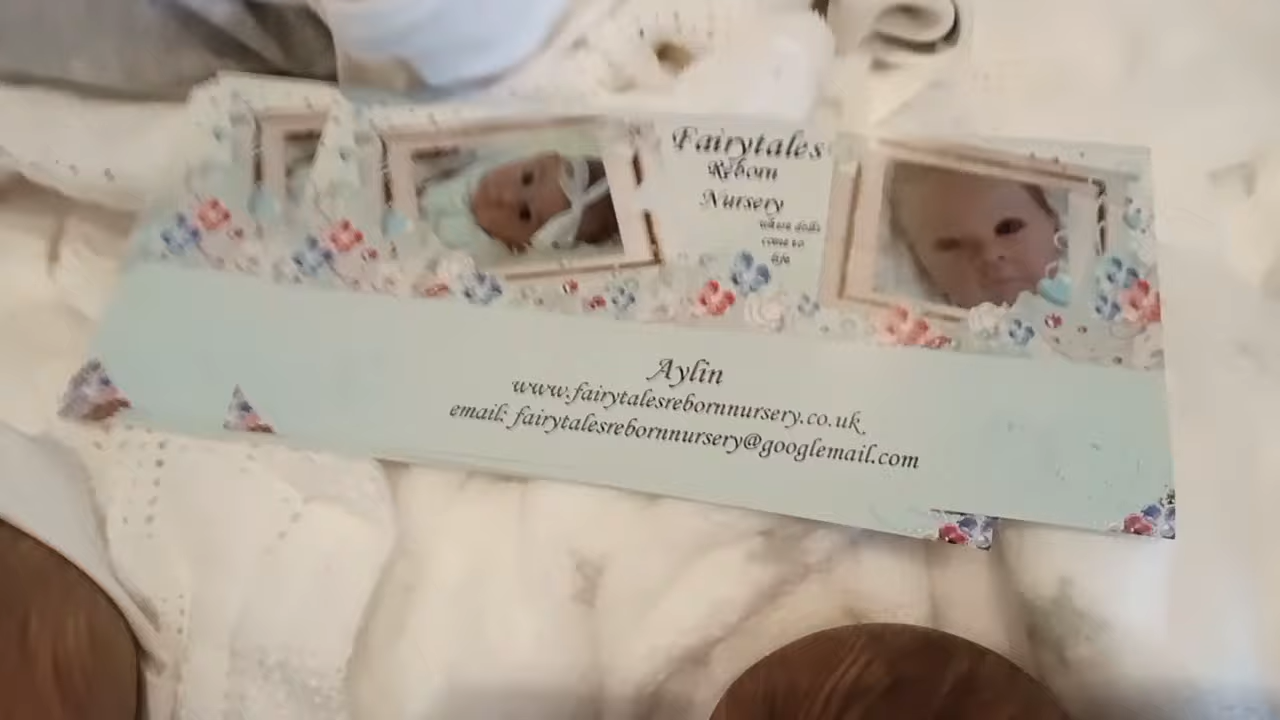 Fairytales
Reborn
Nursery
where dolls
come to
life
Aylin
www.fairytalesrebornnursery.co.uk
email: fairytalesrebornnursery@googlemail.com